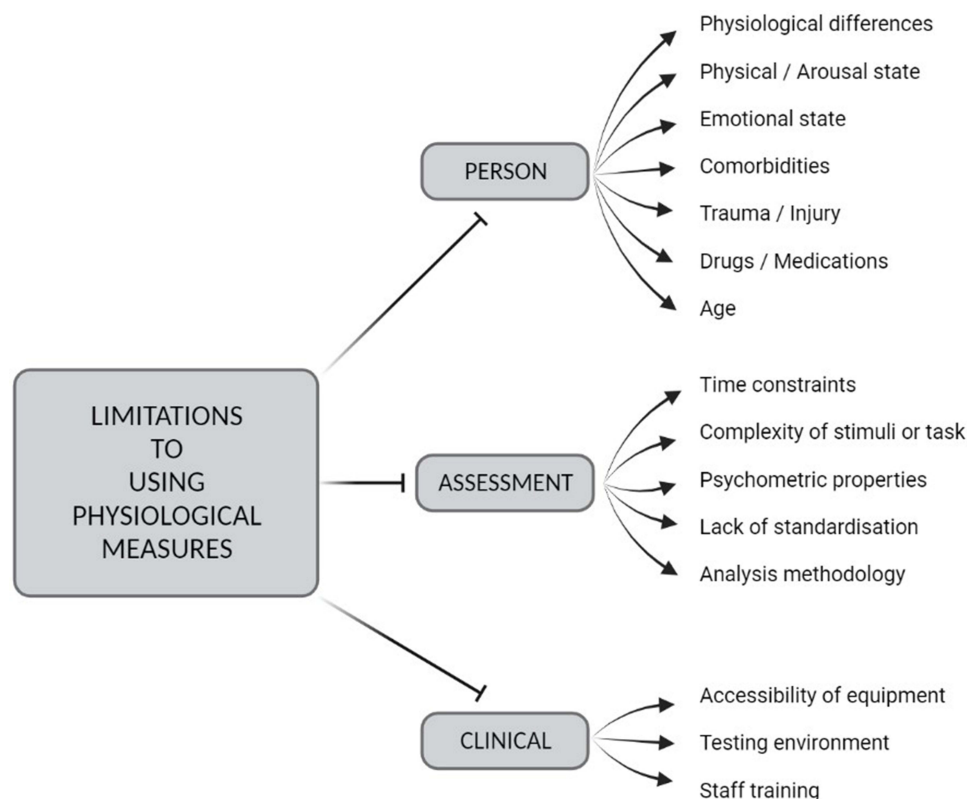 LIMITATIONS
TO
USING
PHYSIOLOGICAL
MEASURES
PERSON
Physiological differences
Physical / Arousal state
Emotional state
Comorbidities
Trauma / Injury
Drugs / Medications
Age
ASSESSMENT
Time constraints
Complexity of stimuli or task
Psychometric properties
Lack of standardisation
Analysis methodology
CLINICAL
Accessibility of equipment
Testing environment
Staff training